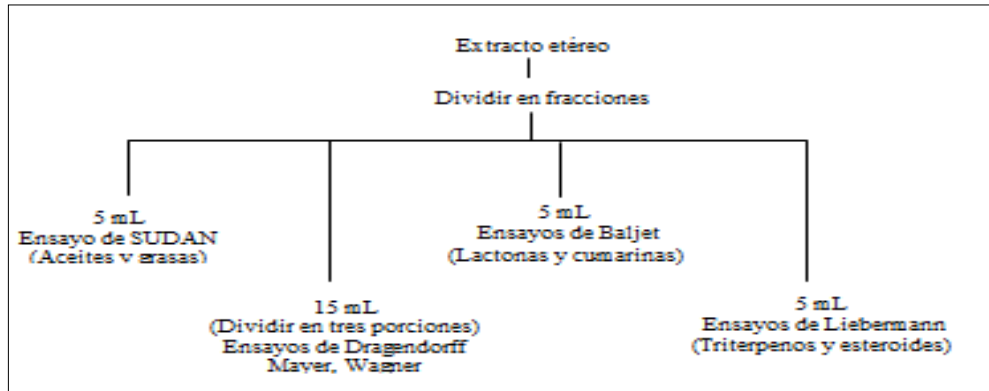 Extracto etéreo
Dividir en fracciones
5 mL
Ensayo de SUDAN
(Aceites y grasas)
15 mL
(Dividir en tres porciones)
Ensayos de Dragendorff
Mayer, Wagner
5 mL
Ensayos de Baljet
(Lactonas y cumarinas)
5 mL
Ensayos de Liebermann
(Triterpenos y esteroides)